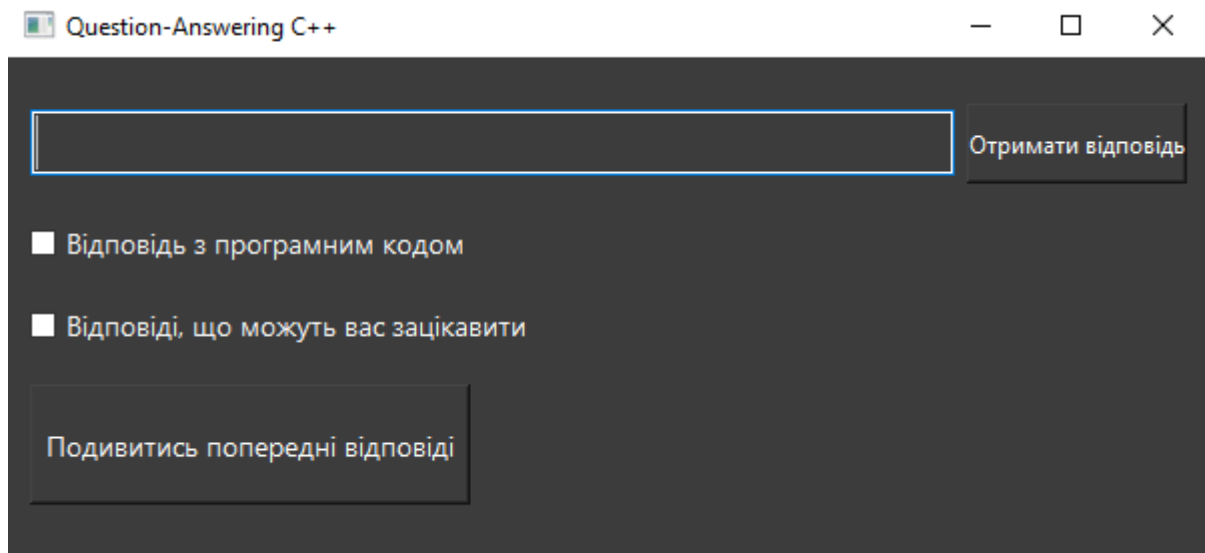 Question-Answering C++
Отримати відповідь
Відповідь з програмним кодом
Відповіді, що можуть вас зацікавити
Подивитись попередні відповіді